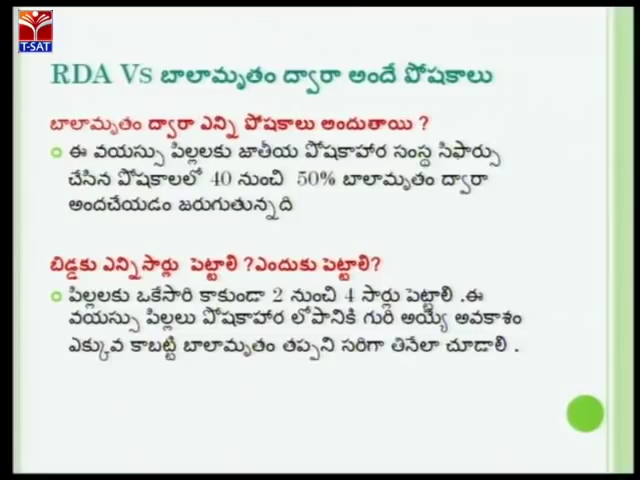 T-SAT
RDA Vs బాలామృతం ద్వారా అందే పోషకాలు
బాలామృతం ద్వారా ఎన్ని పోషకాలు అందుతాయి ?
ఈ వయస్సు పిల్లలకు జాతీయ పోషకాహార సంస్థ సిఫార్సు
చేసిన పోషకాలలో 40 నుంచి 50% బాలామృతం ద్వారా
అందచేయడం జరుగుతున్నది
బిడ్డకు ఎన్నిసార్లు పెట్టాలి ?ఎందుకు పెట్టాలి?
పిల్లలకు ఒకేసారి కాకుండా 2 నుంచి 4 సార్లు పెట్టాలి .ఈ
వయస్సు పిల్లలు పోషకాహార లోపానికి గురి అయ్యే అవకాశం
ఎక్కువ కాబట్టి బాలామృతం తప్పని సరిగా తినేలా చూడాలి .